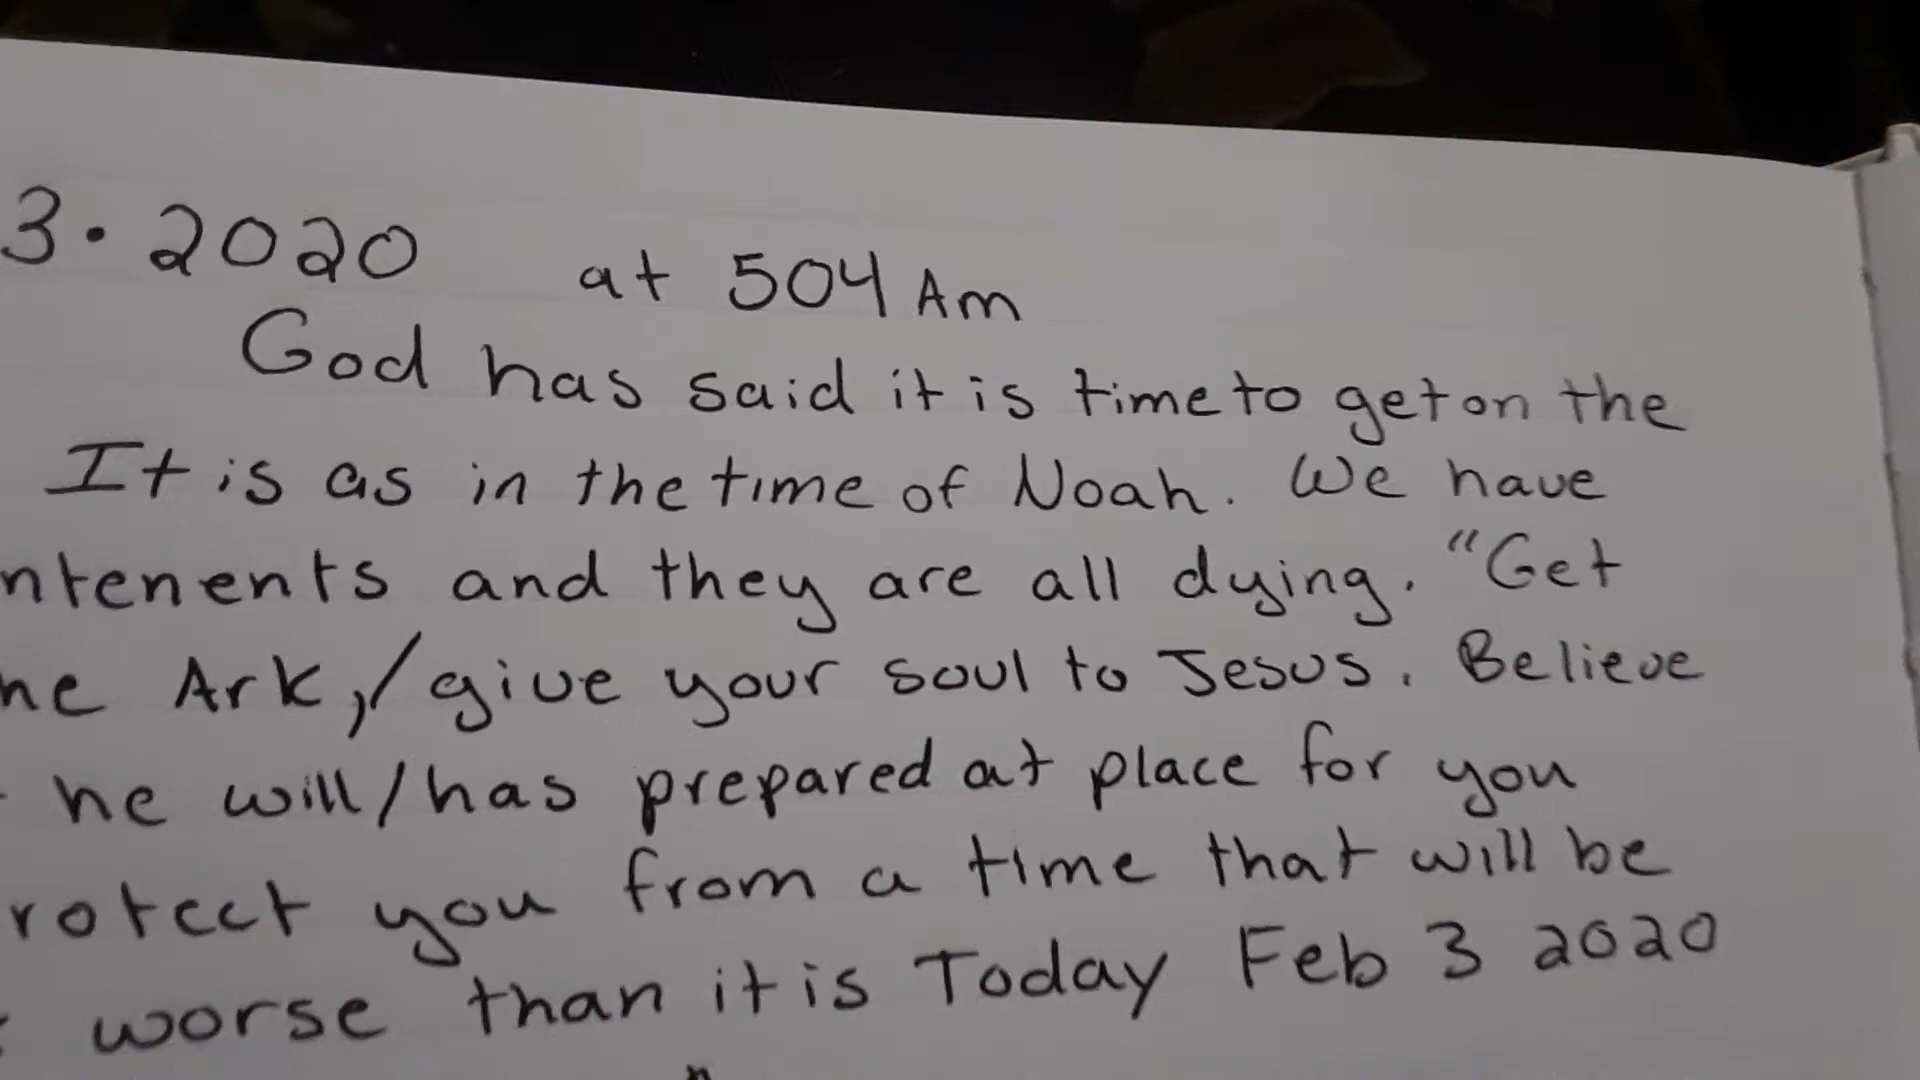 3.2020 at 504 Am
God has said it is time to get on the
It is as in the time of Noah. We have
ntenents and they are all dying. "Get
he Ark, / give your soul to Jesus. Believe
he will/has prepared at place for you
rotect you from a time that will be
worse than it is Today Feb 3 2020